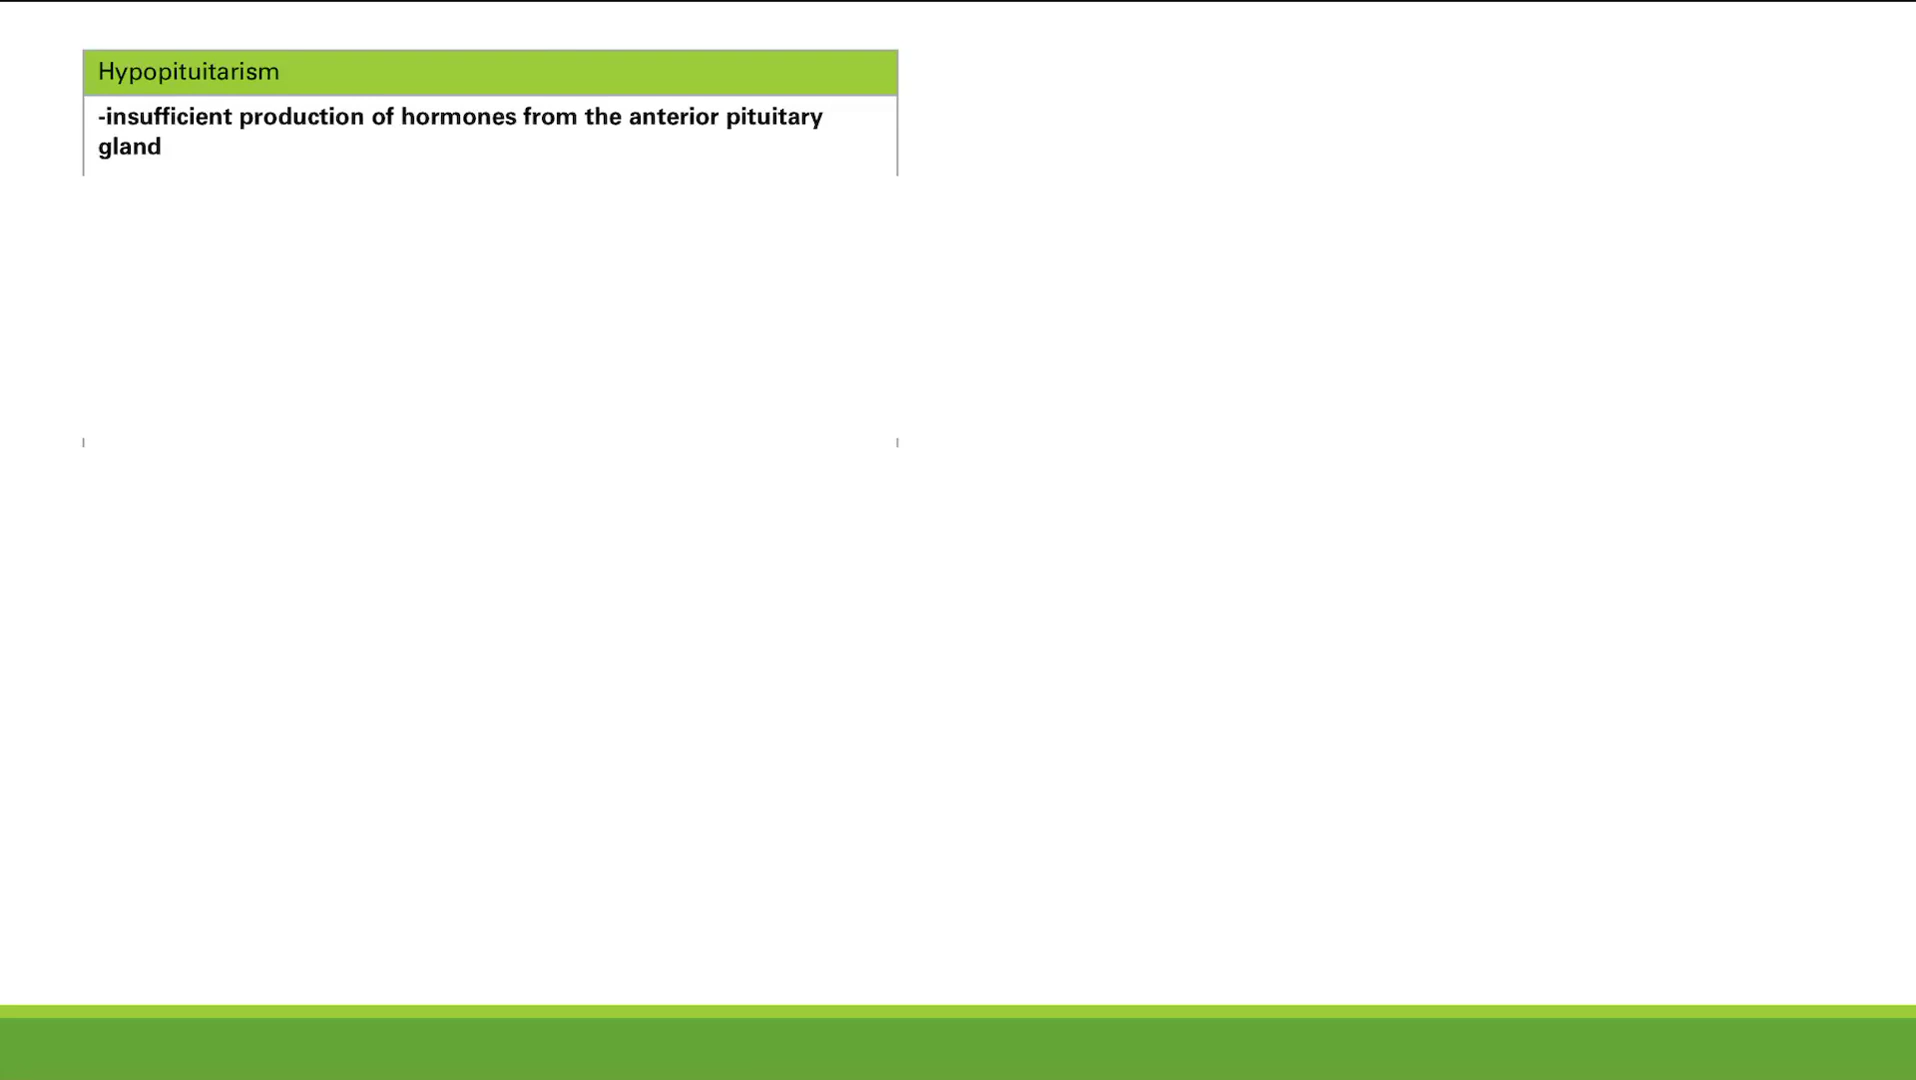 Hypopituitarism
-insufficient production of hormones from the anterior pituitary
gland